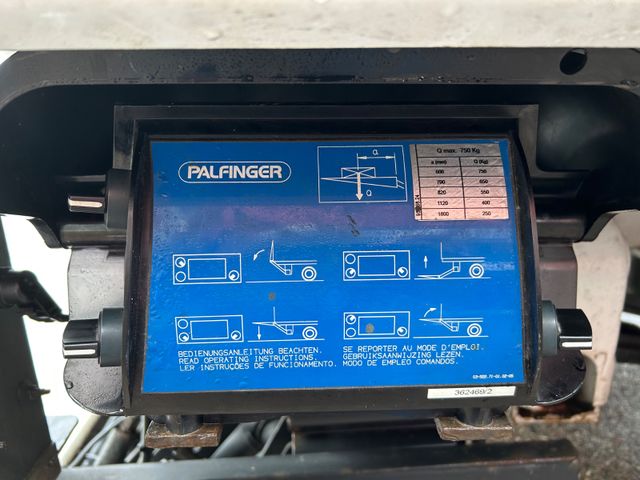 PALFINGER
a
Q
Q max. 750 Kg
a (mm) Q (Kg)
600 750
700 650
820 550
1120 400
1800 250
BEDIENUNGSANLEITUNG BEACHTEN.
READ OPERATING INSTRUCTIONS.
LER INSTRUÇÕES DE FUNCIONAMENTO.
SE REPORTER AU MODE D'EMPLOI.
GEBRUIKSAANWIJZING LEZEN.
MODO DE EMPLEO COMANDOS.
362469/2